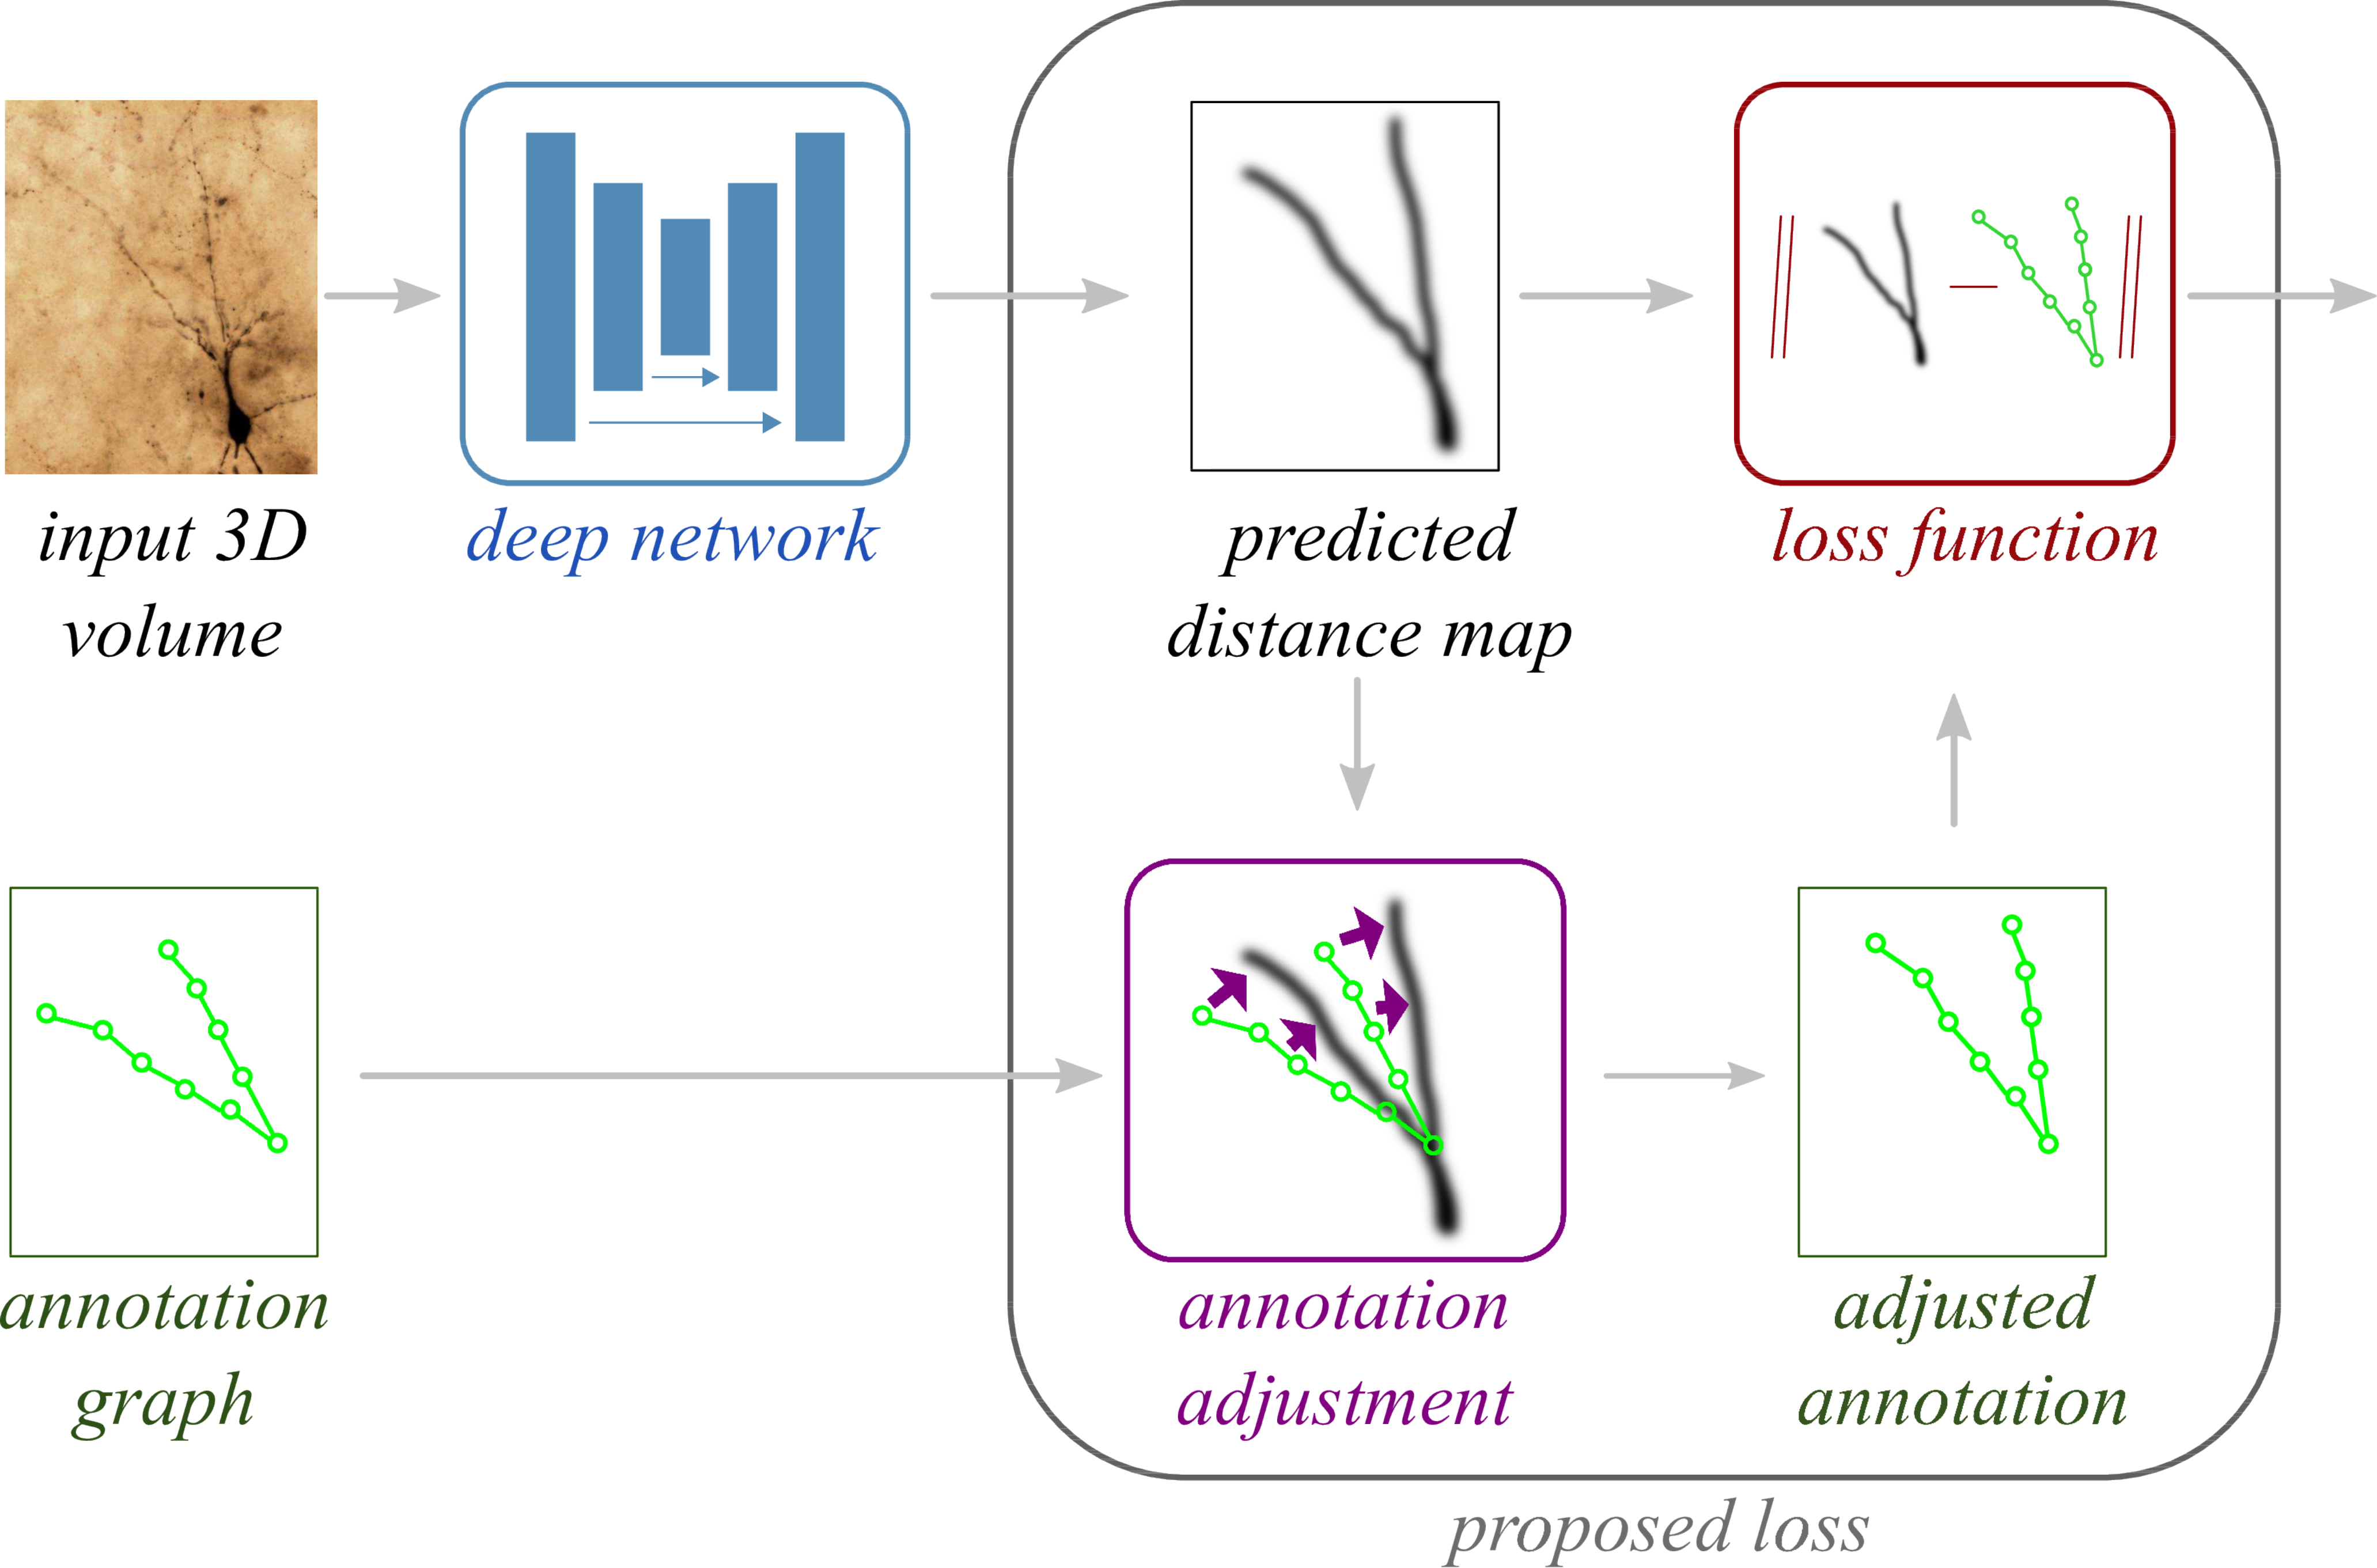 input 3D
volume
deep network
predicted
distance map
loss function
annotation
graph
annotation
adjustment
adjusted
annotation
proposed loss